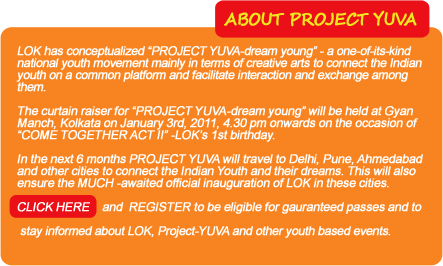 ABOUT PROJECT YUVA
LOK has conceptualized “PROJECT YUVA-dream young” - a one-of-its-kind
national youth movement mainly in terms of creative arts to connect the Indian
youth on a common platform and facilitate interaction and exchange among
them.
The curtain raiser for “PROJECT YUVA-dream young” will be held at Gyan
Manch, Kolkata on January 3rd, 2011, 4.30 pm onwards on the occasion of
“COME TOGETHER ACT II” -LOK's 1st birthday.
In the next 6 months PROJECT YUVA will travel to Delhi, Pune, Ahmedabad
and other cities to connect the Indian Youth and their dreams. This will also
ensure the MUCH -awaited official inauguration of LOK in these cities.
CLICK HERE and REGISTER to be eligible for gauranteed passes and to
stay informed about LOK, Project-YUVA and other youth based events.